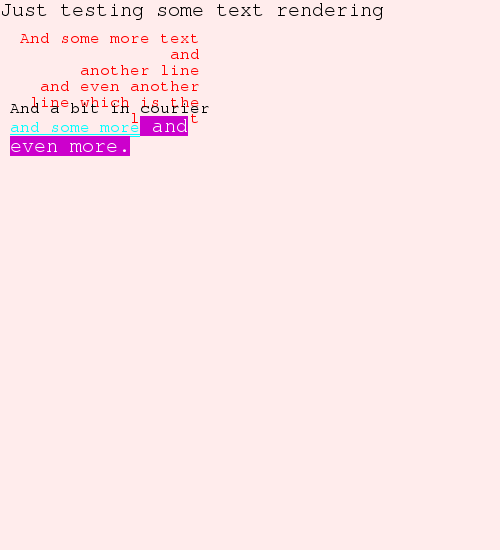 Just testing some text rendering
And some more text
and
another line
and even another
line which is the
And a bit in courier
and some more and
even more.